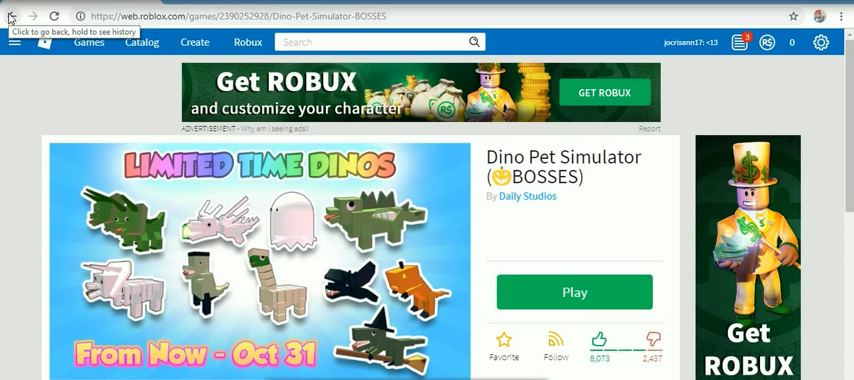 https://web.roblox.com/games/2390252928/Dino-Pet-Simulator-BOSSES
Click to go back, hold to see history
Games
Catalog
Create
Robux
Search
jocrisann17: <13
3
R$
0
Get ROBUX
and customize your character
GET ROBUX
ADVERTISEMENT - Why am I seeing ads?
Report
LIMITED TIME DINOS
From Now - Oct 31
Dino Pet Simulator
(🎃BOSSES)
By Daily Studios
Play
Favorite
Follow
8,073
2,437
Get
ROBUX